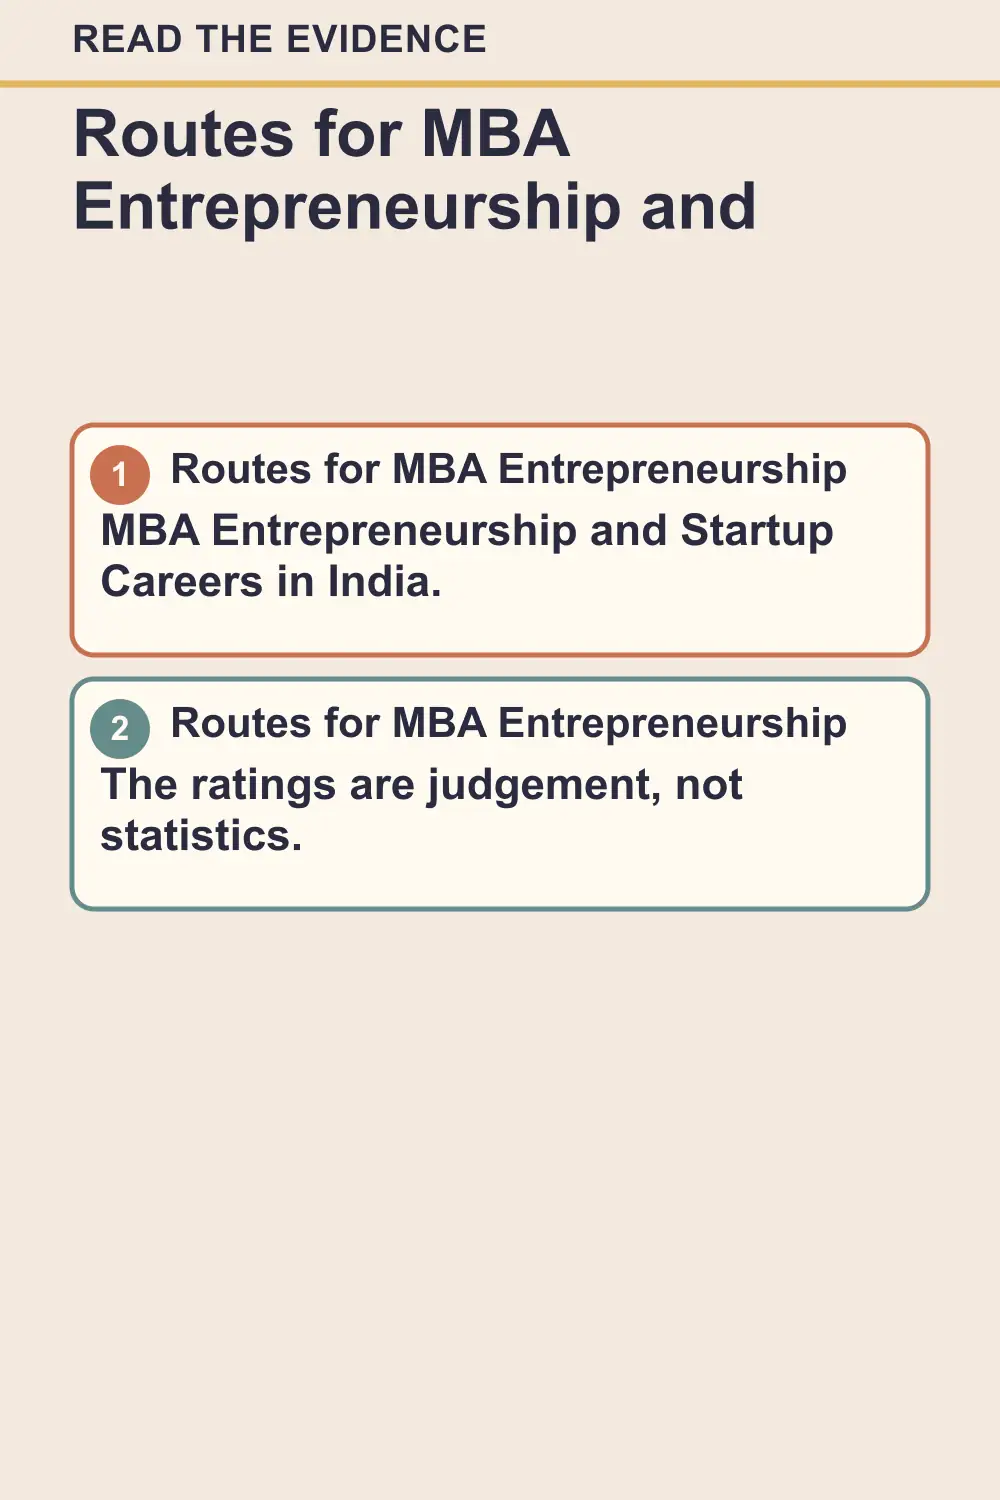 READ THE EVIDENCE
Routes for MBA
Entrepreneurship and
1 Routes for MBA Entrepreneurship
MBA Entrepreneurship and Startup
Careers in India.
2 Routes for MBA Entrepreneurship
The ratings are judgement, not
statistics.